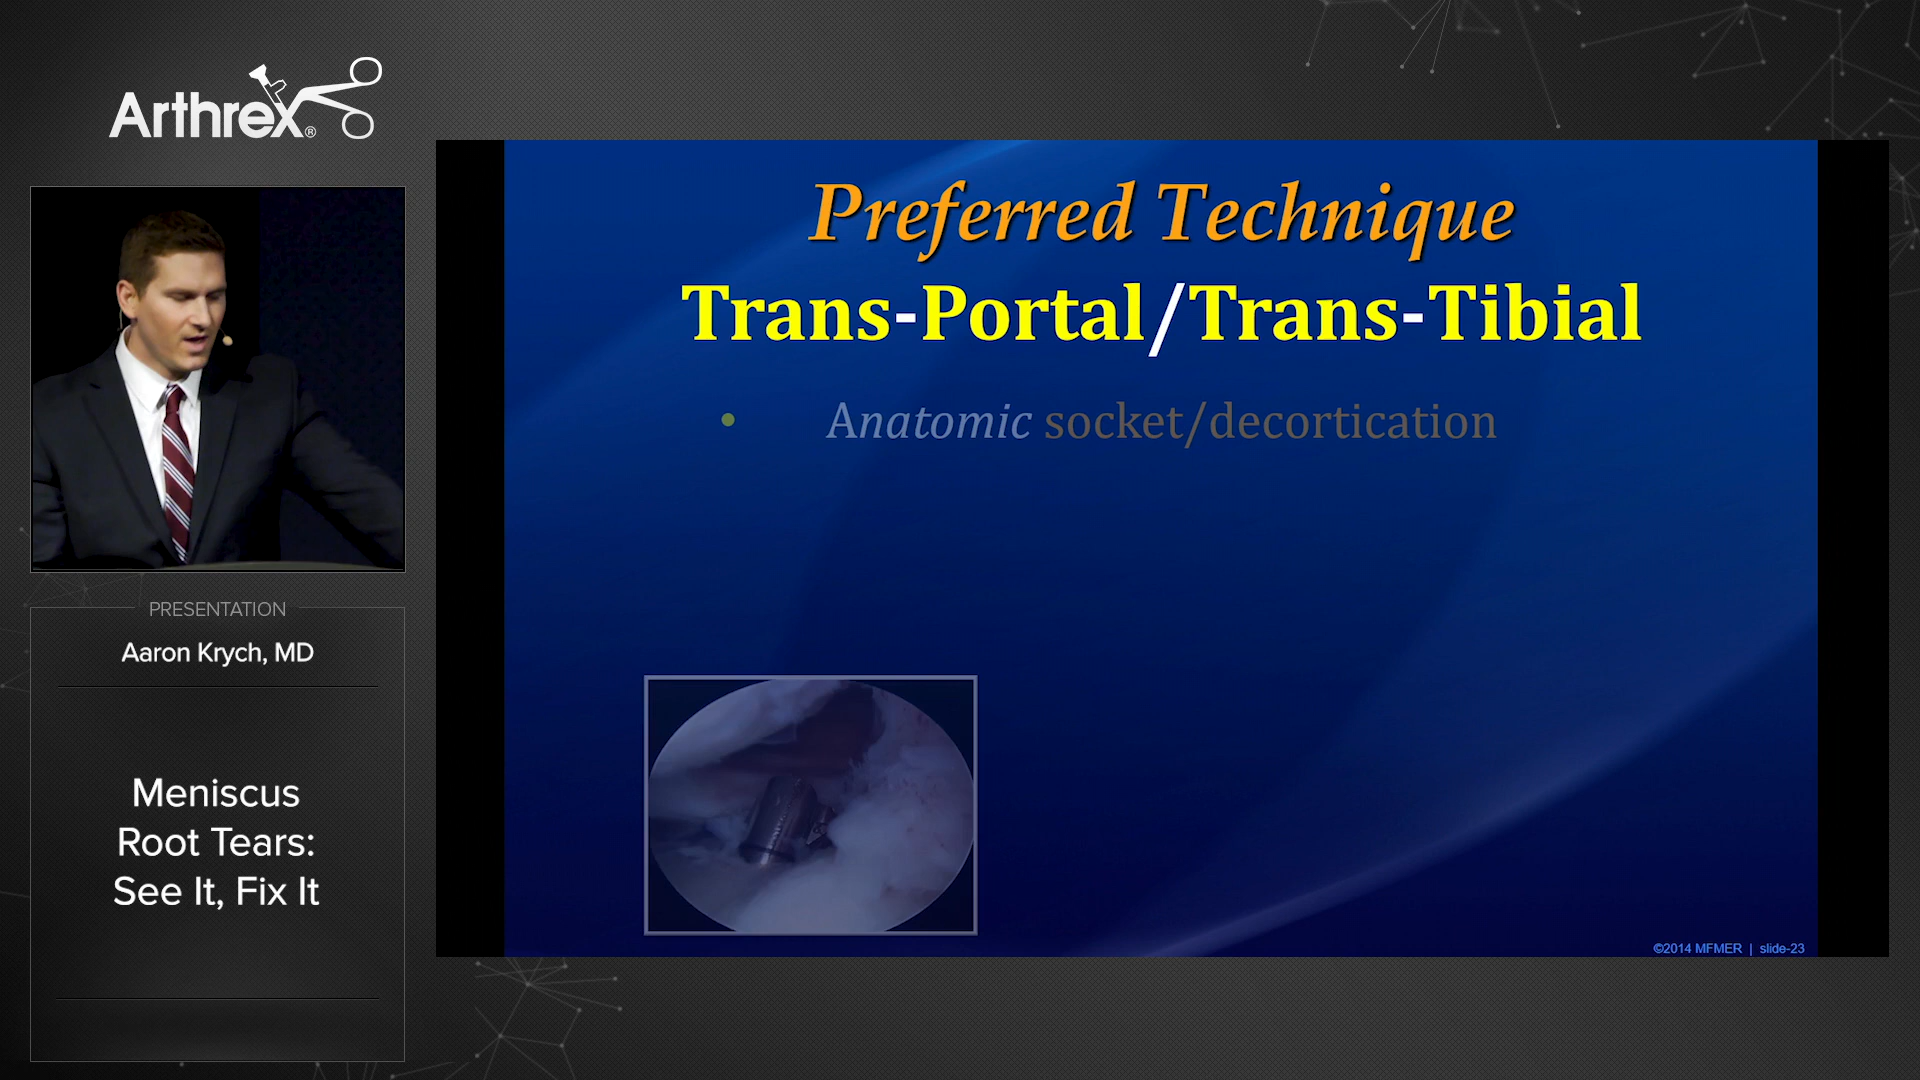 Arthrex®
PRESENTATION
Aaron Krych, MD
Meniscus
Root Tears:
See It, Fix It
Preferred Technique
Trans-Portal/Trans-Tibial
• Anatomic socket/decortication
©2014 MFMER | slide-23